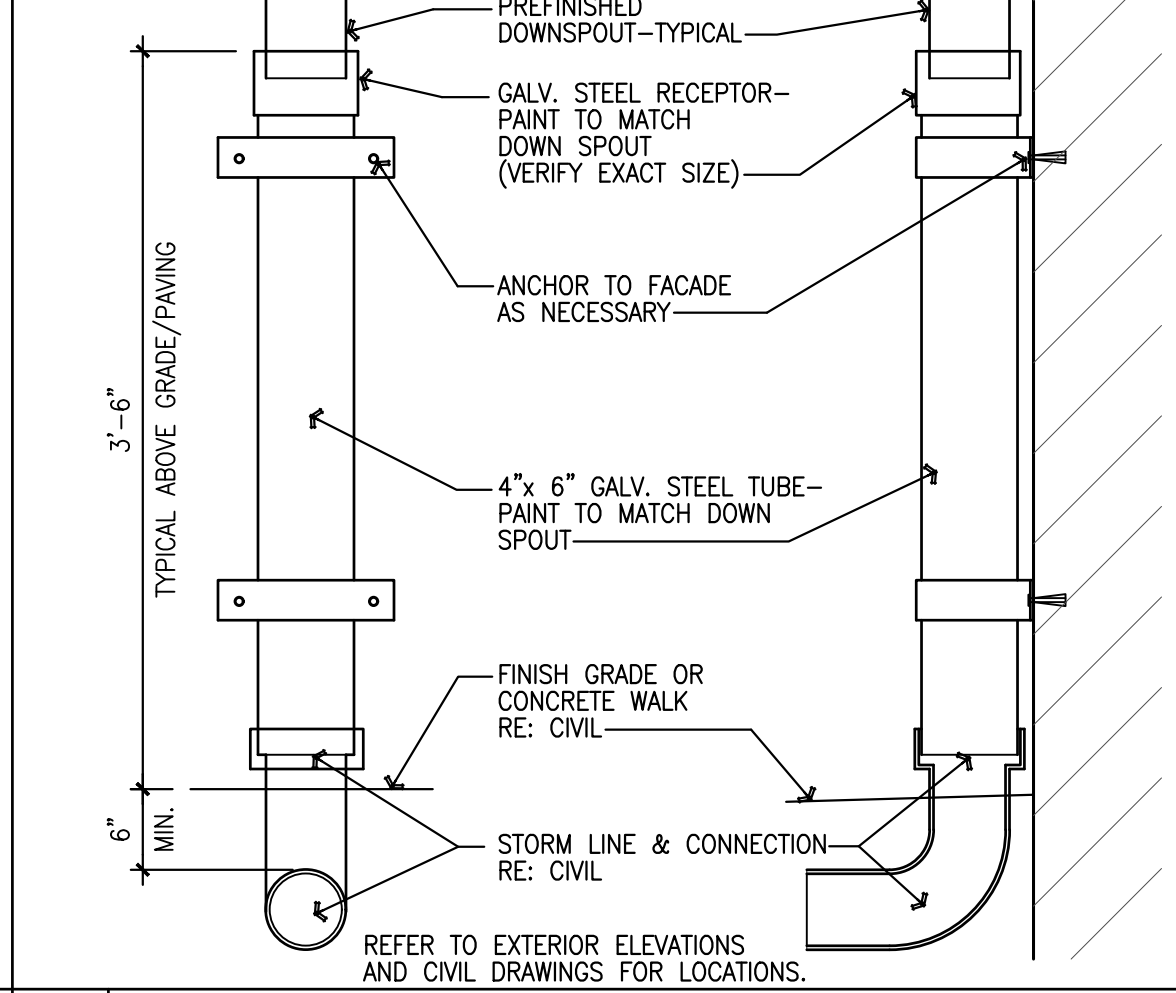 PREFINISHED
DOWNSPOUT-TYPICAL
GALV. STEEL RECEPTOR-
PAINT TO MATCH
DOWN SPOUT
(VERIFY EXACT SIZE)
ANCHOR TO FACADE
AS NECESSARY
3'-6"
TYPICAL ABOVE GRADE/PAVING
4"x 6" GALV. STEEL TUBE-
PAINT TO MATCH DOWN
SPOUT
FINISH GRADE OR
CONCRETE WALK
RE: CIVIL
6"
MIN.
STORM LINE & CONNECTION
RE: CIVIL
REFER TO EXTERIOR ELEVATIONS
AND CIVIL DRAWINGS FOR LOCATIONS.